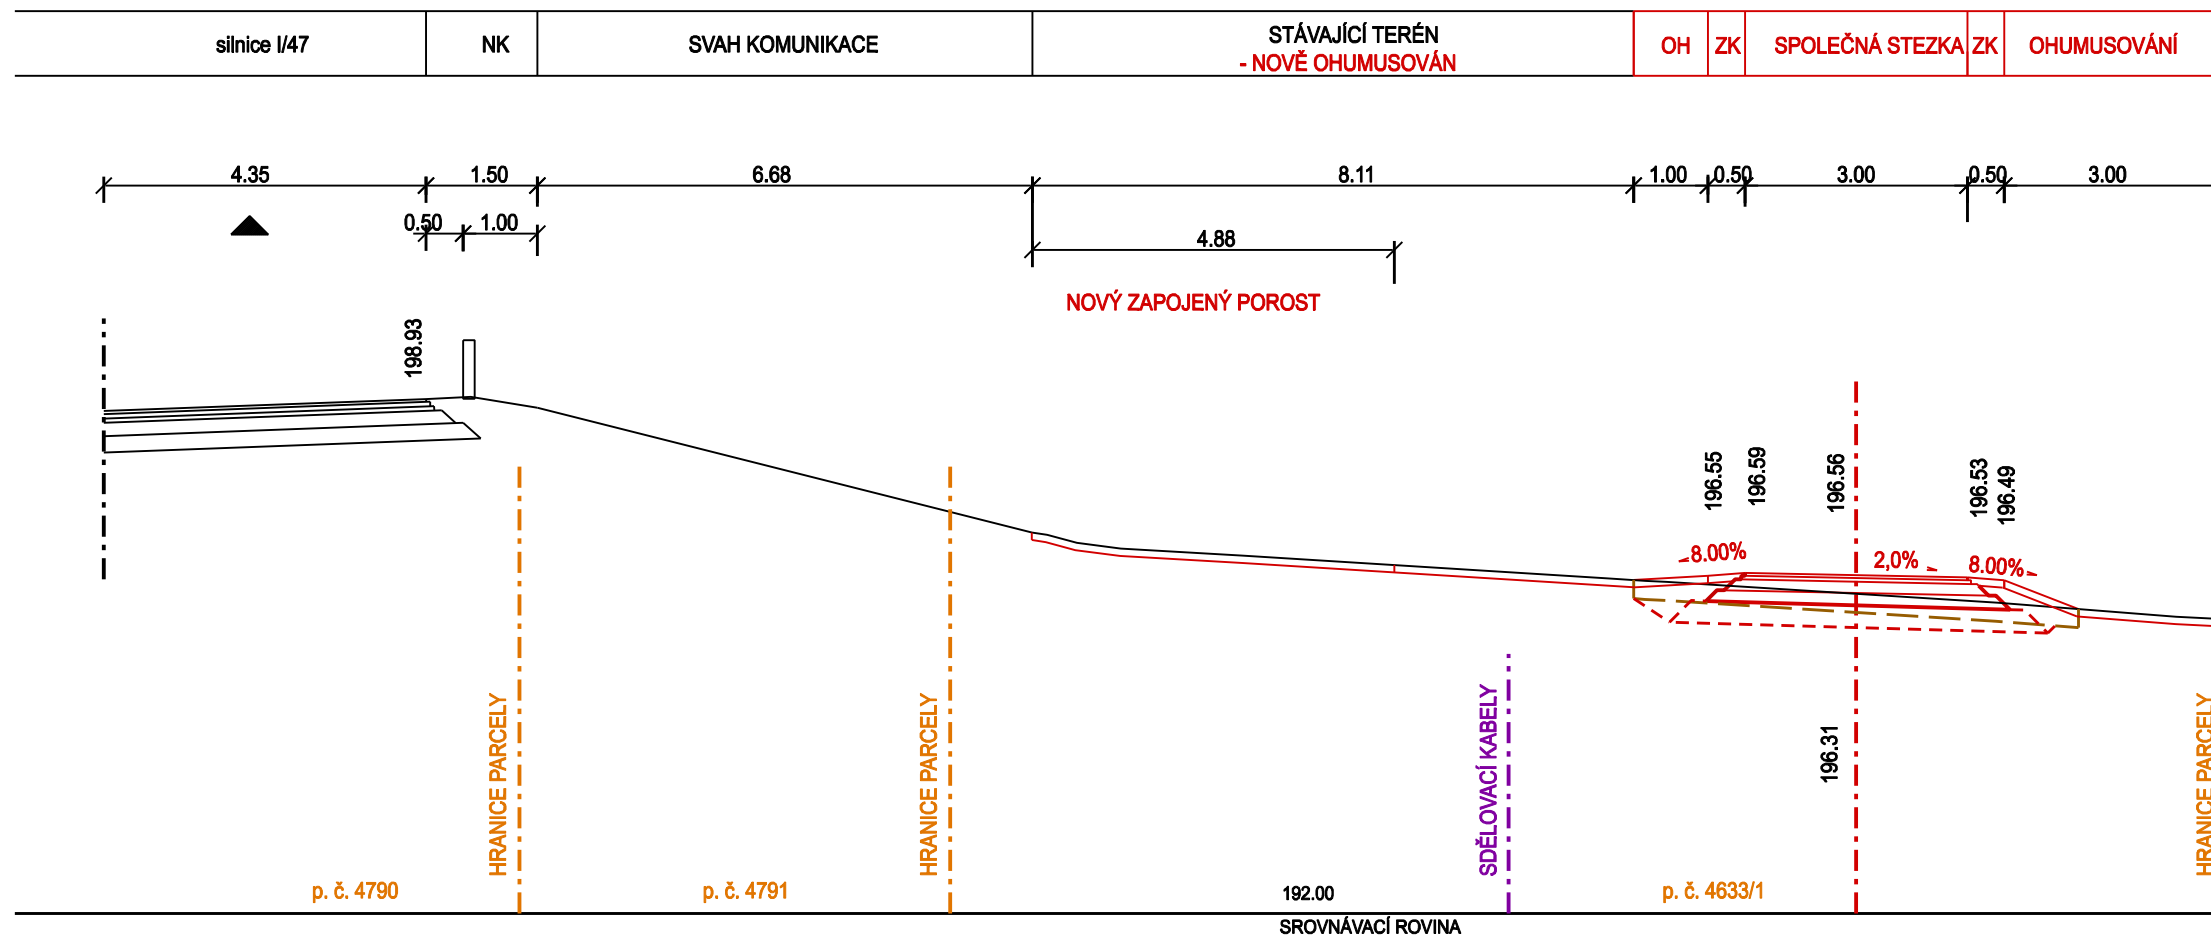 silnice I/47
NK
SVAH KOMUNIKACE
STÁVAJÍCÍ TERÉN
- NOVĚ OHUMUSOVÁN
OH
ZK
SPOLEČNÁ STEZKA
ZK
OHUMUSOVÁNÍ
4.35
1.50
6.68
8.11
1.00
0.50
3.00
0.50
3.00
0.50
1.00
4.88
NOVÝ ZAPOJENÝ POROST
198.93
196.55
196.59
196.56
196.53
196.49
8.00%
2,0%
8.00%
HRANICE PARCELY
HRANICE PARCELY
SDĚLOVACÍ KABELY
196.31
HRANICE PARCELY
p. č. 4790
p. č. 4791
192.00
p. č. 4633/1
SROVNÁVACÍ ROVINA